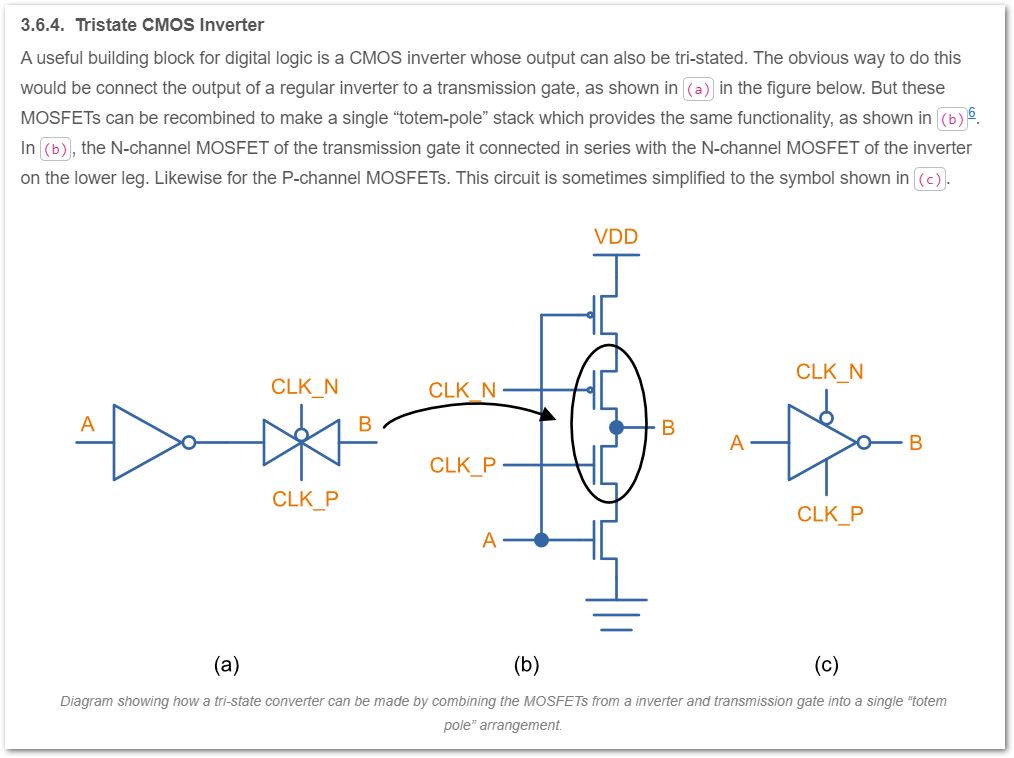 3.6.4. Tristate CMOS Inverter
A useful building block for digital logic is a CMOS inverter whose output can also be tri-stated. The obvious way to do this
would be connect the output of a regular inverter to a transmission gate, as shown in (a) in the figure below. But these
MOSFETs can be recombined to make a single “totem-pole” stack which provides the same functionality, as shown in (b)6.
In (b), the N-channel MOSFET of the transmission gate it connected in series with the N-channel MOSFET of the inverter
on the lower leg. Likewise for the P-channel MOSFETs. This circuit is sometimes simplified to the symbol shown in (c).
A
CLK_N
B
CLK_P
(a)
VDD
CLK_N
B
CLK_P
A
(b)
CLK_N
A
B
CLK_P
(c)
Diagram showing how a tri-state converter can be made by combining the MOSFETs from a inverter and transmission gate into a single “totem
pole” arrangement.